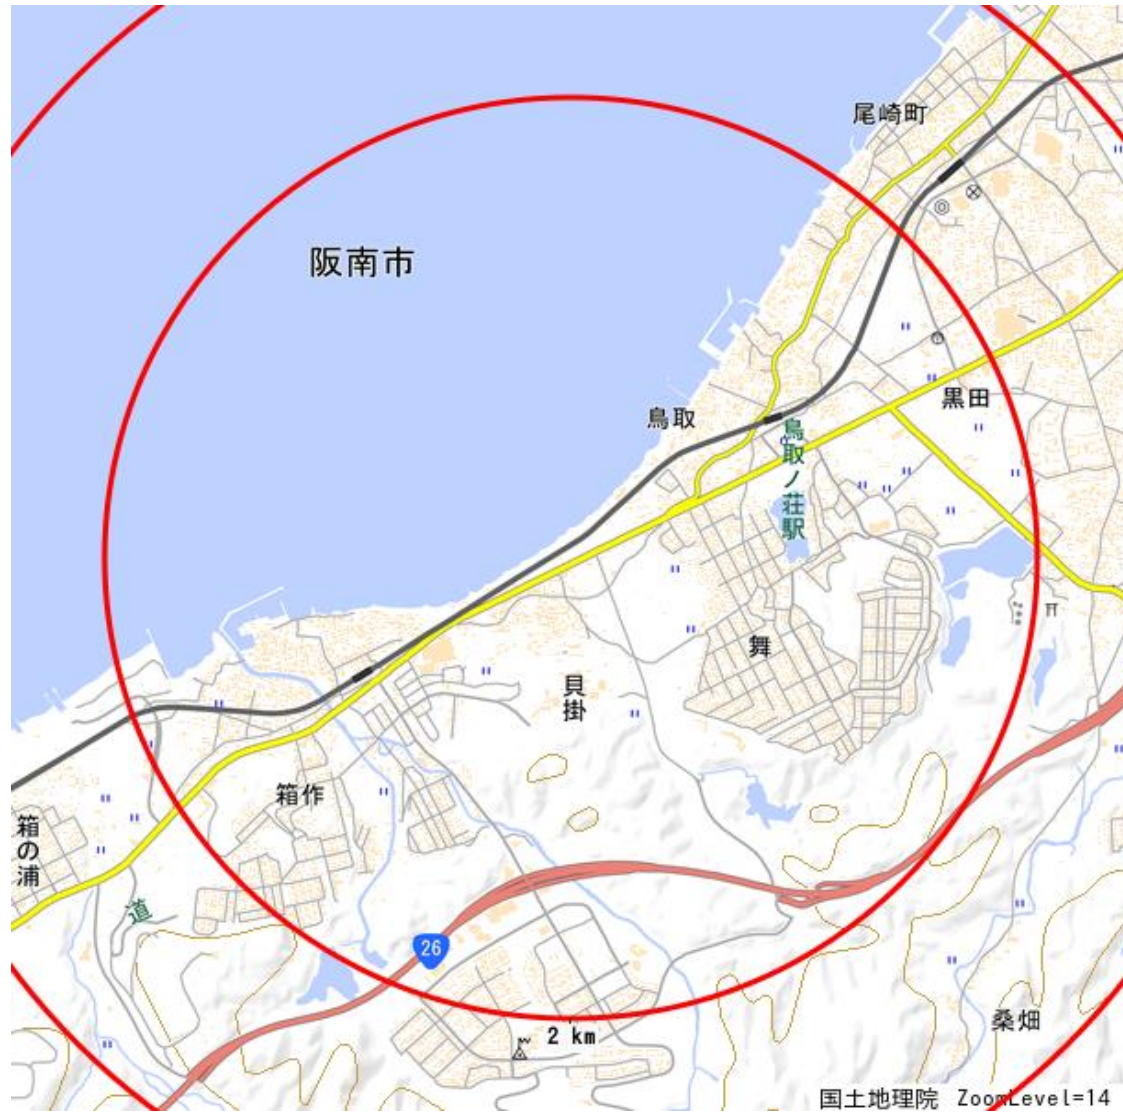 尾崎町
阪南市
黒田
鳥取
鳥取ノ荘駅
舞
貝掛
箱作
箱の浦
道
26
桑畑
2 km
国土地理院 ZoomLevel=14